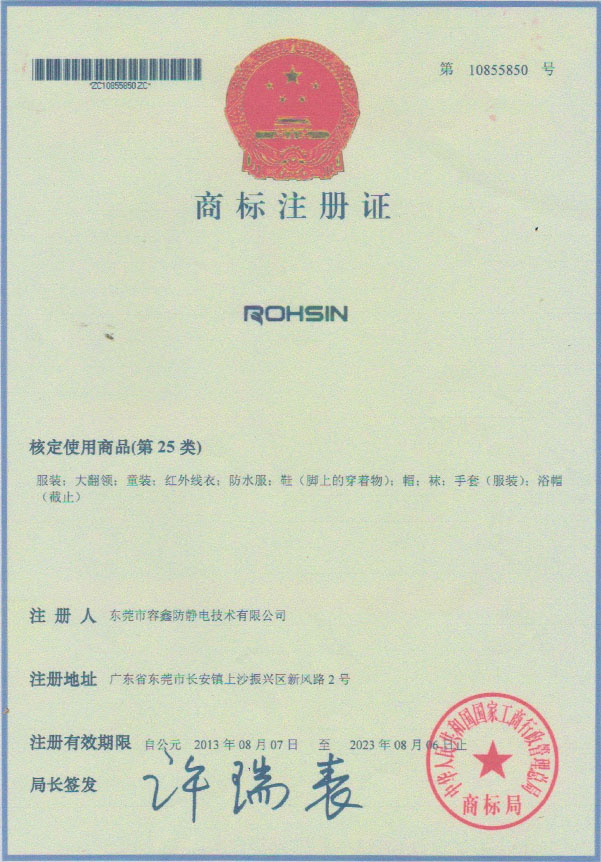 *ZC10855850ZC*
第 10855850 号
商标注册证
ROHSIN
核定使用商品(第 25 类)
服装；大翻领；童装；红外线衣；防水服；鞋（脚上的穿着物）；帽；袜；手套（服装）；浴帽
（截止）
注 册 人 东莞市容鑫防静电技术有限公司
注册地址 广东省东莞市长安镇上沙振兴区新风路 2 号
注册有效期限 自公元 2013 年 08 月 07 日 至 2023 年 08 月 06 日止
局长签发 许瑞表
中华人民共和国国家工商行政管理总局
商标局